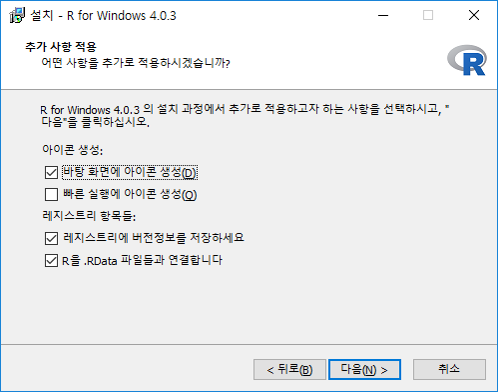 설치 - R for Windows 4.0.3
추가 사항 적용
어떤 사항을 추가로 적용하시겠습니까?
R
R for Windows 4.0.3 의 설치 과정에서 추가로 적용하고자 하는 사항을 선택하시고, "
다음"을 클릭하십시오.
아이콘 생성:
바탕 화면에 아이콘 생성(D)
빠른 실행에 아이콘 생성(Q)
레지스트리 항목들:
레지스트리에 버전정보를 저장하세요
R을 .RData 파일들과 연결합니다
< 뒤로(B) 다음(N) > 취소